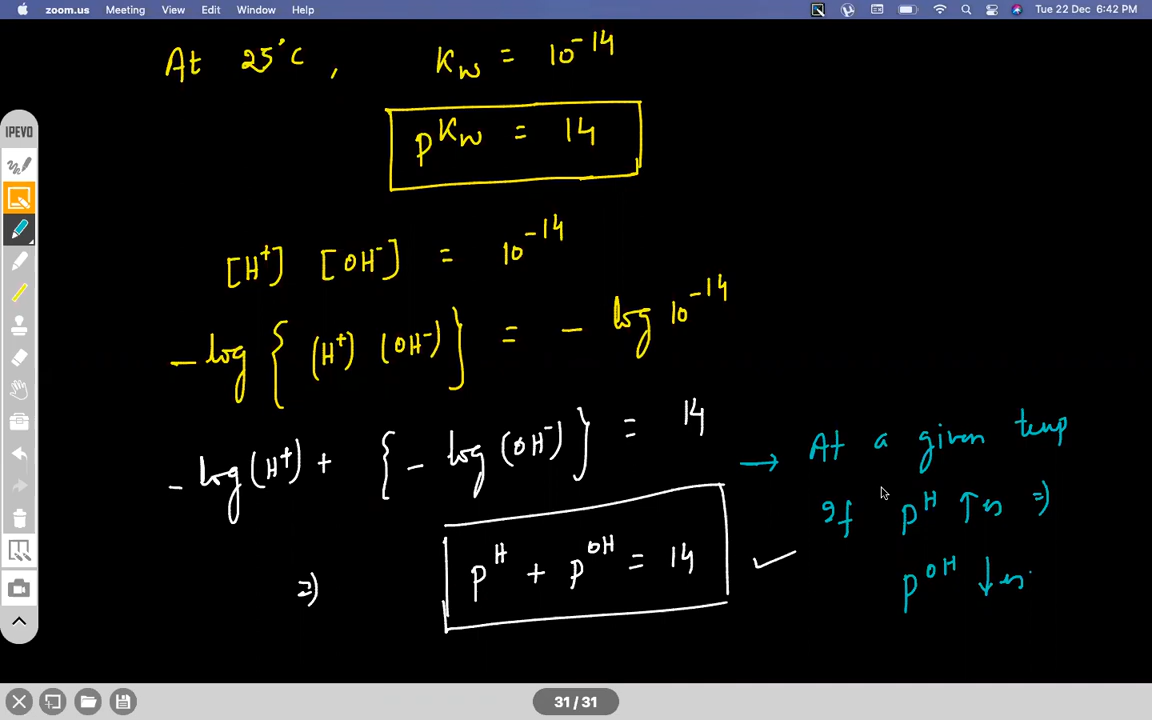 zoom.us Meeting View Edit Window Help Tue 22 Dec 6:42 PM
IPEVO
At 25°C, Kw = 10⁻¹⁴
pKw = 14
[H⁺] [OH⁻] = 10⁻¹⁴
- log { (H⁺) (OH⁻) } = - log 10⁻¹⁴
- log (H⁺) + { - log (OH⁻) } = 14
→ At a given temp
If pH ↑es ⇒
pOH ↓es
⇒ pH + pOH = 14 ✓
31 / 31